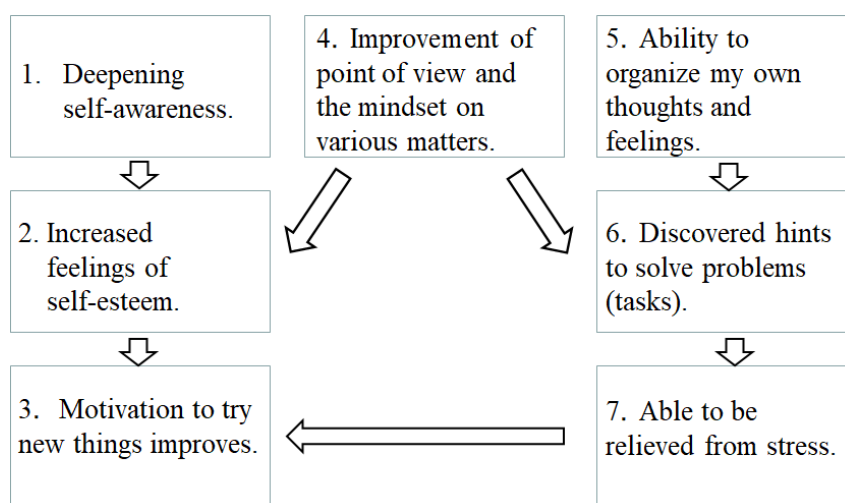 1. Deepening
self-awareness.
2. Increased
feelings of
self-esteem.
3. Motivation to try
new things improves.
4. Improvement of
point of view and
the mindset on
various matters.
5. Ability to
organize my own
thoughts and
feelings.
6. Discovered hints
to solve problems
(tasks).
7. Able to be
relieved from stress.